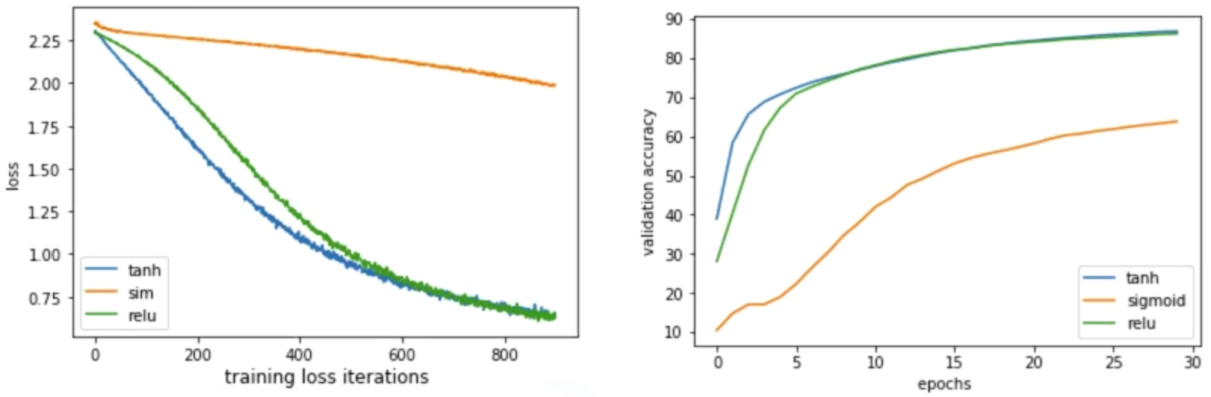 2.25
2.00
1.75
1.50
1.25
1.00
0.75
loss
tanh
sim
relu
0 200 400 600 800
training loss iterations
90
80
70
60
50
40
30
20
10
validation accuracy
tanh
sigmoid
relu
0 5 10 15 20 25 30
epochs